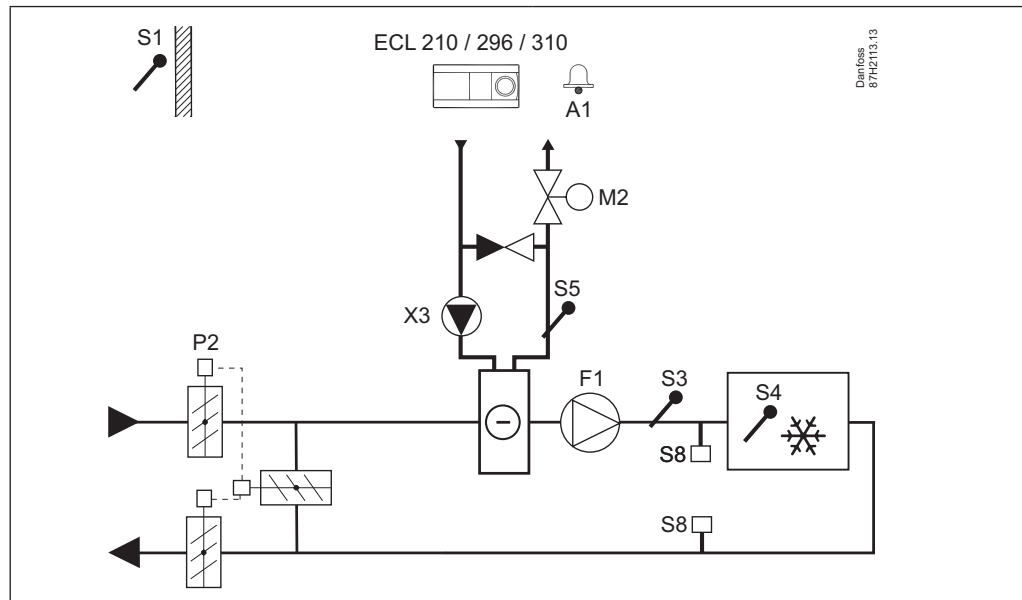 S1
ECL 210 / 296 / 310
A1
Danfoss
87H2113.13
M2
S5
X3
P2
F1
S3
S4
S8
S8